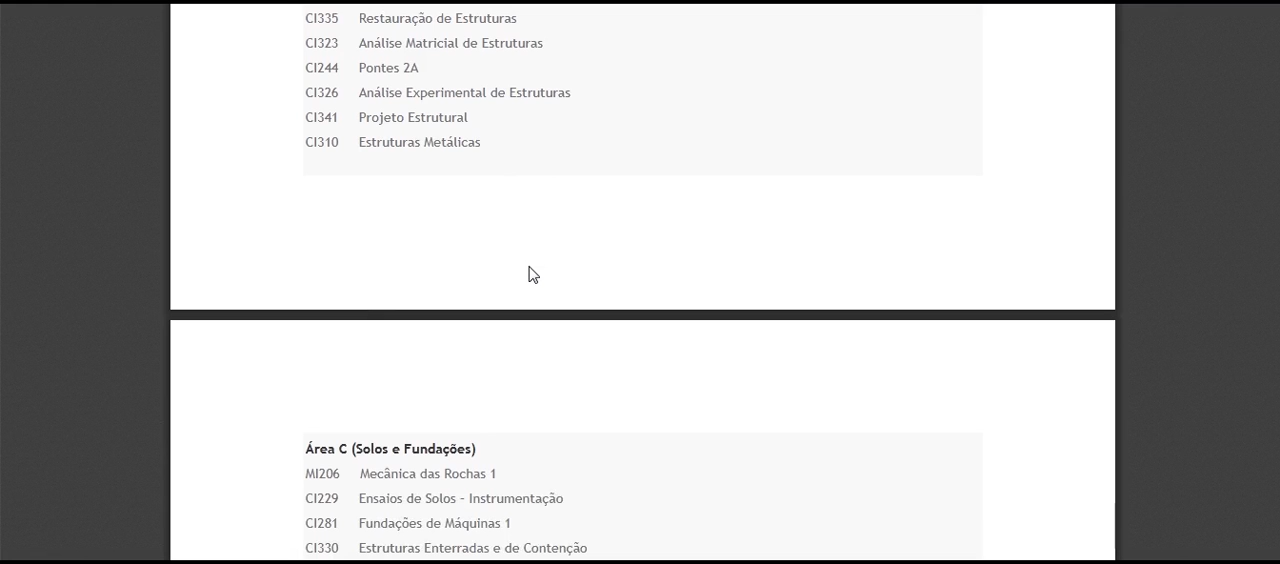 CI335 Restauração de Estruturas
CI323 Análise Matricial de Estruturas
CI244 Pontes 2A
CI326 Análise Experimental de Estruturas
CI341 Projeto Estrutural
CI310 Estruturas Metálicas
Área C (Solos e Fundações)
MI206 Mecânica das Rochas 1
CI229 Ensaios de Solos - Instrumentação
CI281 Fundações de Máquinas 1
CI330 Estruturas Enterradas e de Contenção